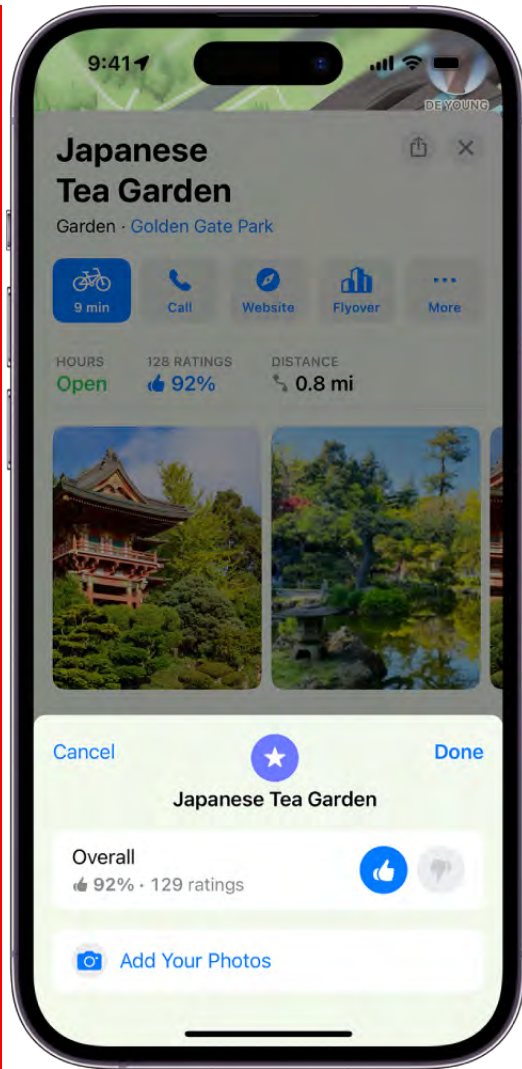 9:41
DE YOUNG
Japanese
Tea Garden
Garden · Golden Gate Park
9 min
Call
Website
Flyover
More
HOURS
128 RATINGS
DISTANCE
Open
92%
0.8 mi
Cancel
Done
Japanese Tea Garden
Overall
92% · 129 ratings
Add Your Photos